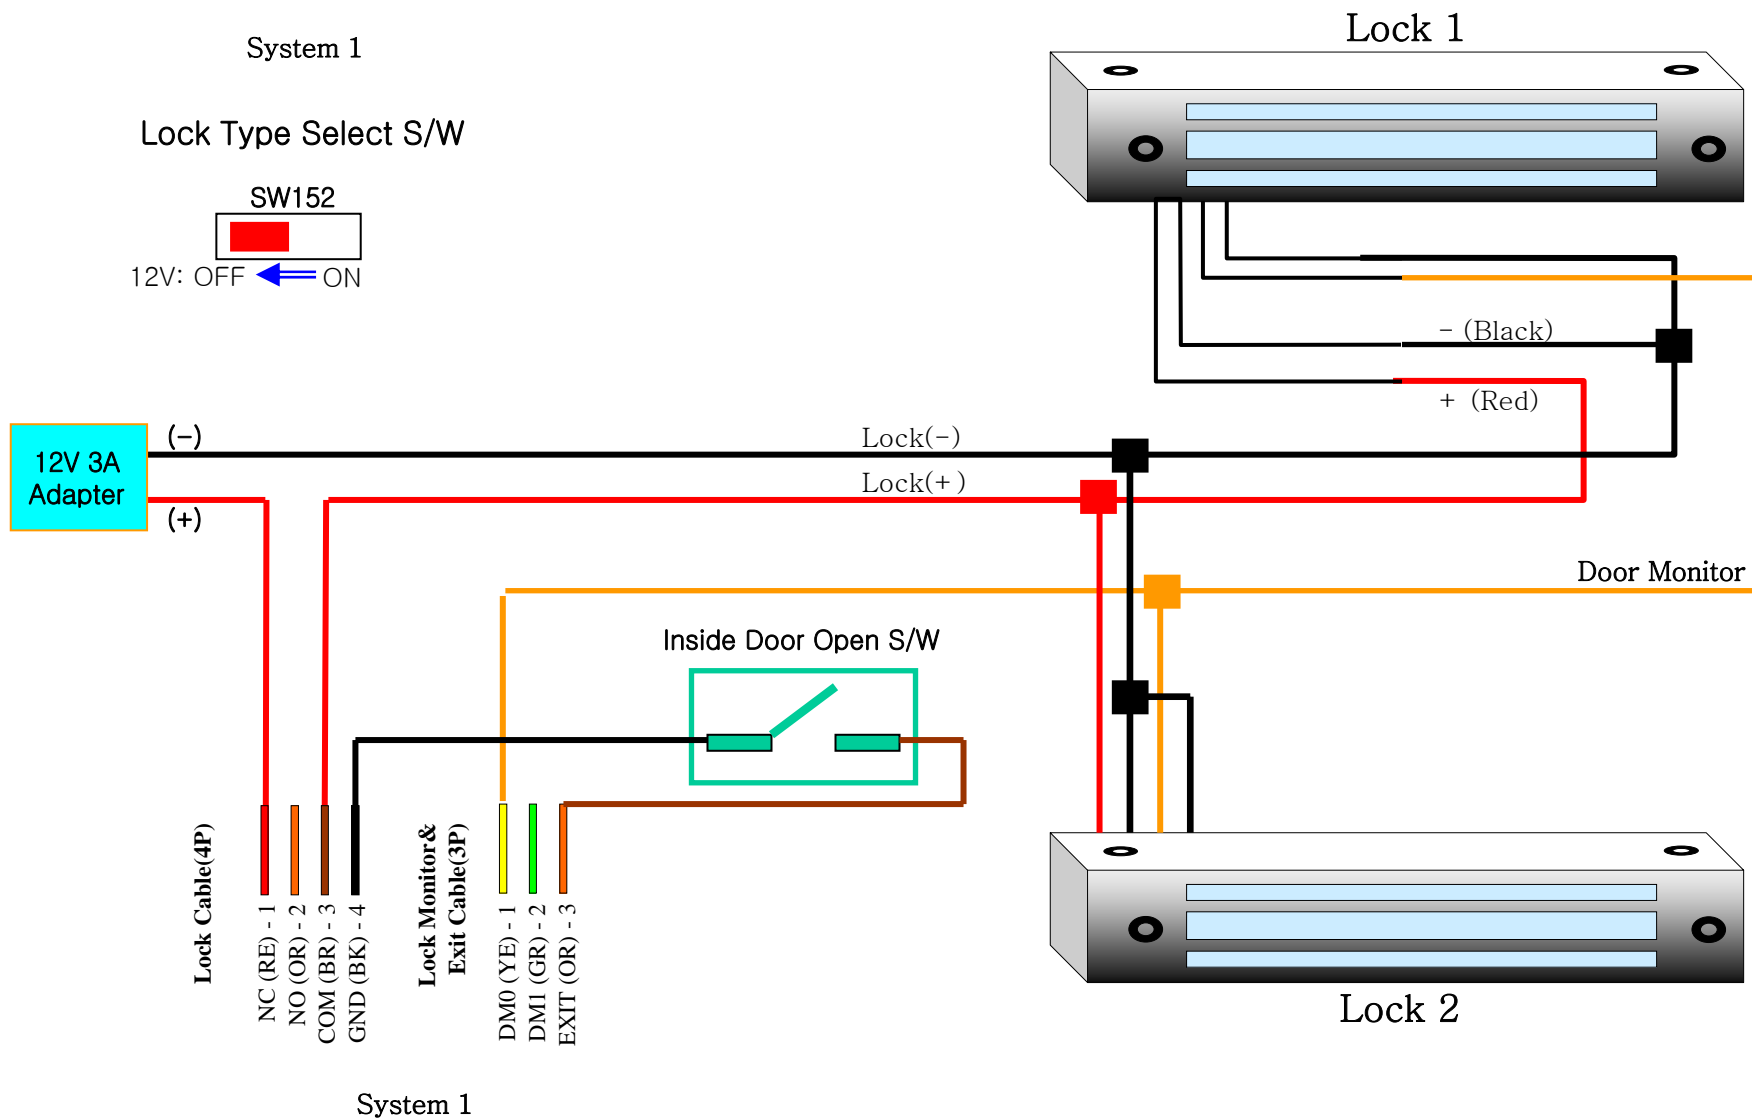 System 1
Lock 1
Lock Type Select S/W
SW152
12V: OFF
ON
- (Black)
+ (Red)
(-)
12V 3A
Adapter
(+)
Lock(-)
Lock(+)
Door Monitor
Inside Door Open S/W
Lock Cable(4P)
NC (RE) - 1
NO (OR) - 2
COM (BR) - 3
GND (BK) - 4
Lock Monitor&
Exit Cable(3P)
DM0 (YE) - 1
DM1 (GR) - 2
EXIT (OR) - 3
Lock 2
System 1